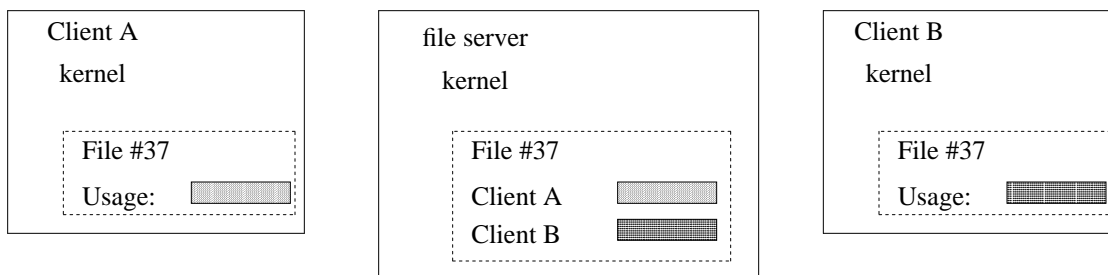 Client A
kernel
File #37
Usage:
file server
kernel
File #37
Client A
Client B
Client B
kernel
File #37
Usage: